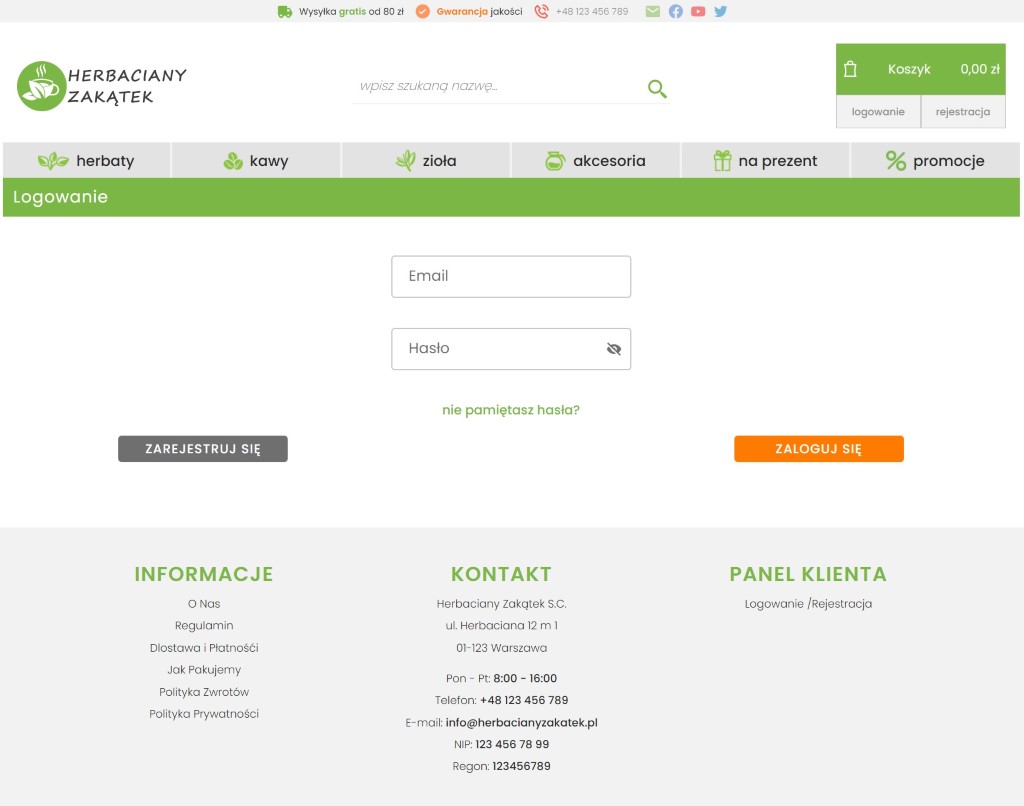 Wysyłka gratis od 80 zł Gwarancja jakości +48 123 456 789
HERBACIANY
ZAKĄTEK
wpisz szukaną nazwę...
Koszyk 0,00 zł
logowanie rejestracja
herbaty kawy zioła akcesoria na prezent promocje
Logowanie
Email
Hasło
nie pamiętasz hasła?
ZAREJESTRUJ SIĘ ZALOGUJ SIĘ
INFORMACJE
O Nas
Regulamin
Dlostawa i Płatnośći
Jak Pakujemy
Polityka Zwrotów
Polityka Prywatności
KONTAKT
Herbaciany Zakątek S.C.
ul. Herbaciana 12 m 1
01-123 Warszawa
Pon - Pt: 8:00 - 16:00
Telefon: +48 123 456 789
E-mail: info@herbacianyzakatek.pl
NIP: 123 456 78 99
Regon: 123456789
PANEL KLIENTA
Logowanie /Rejestracja